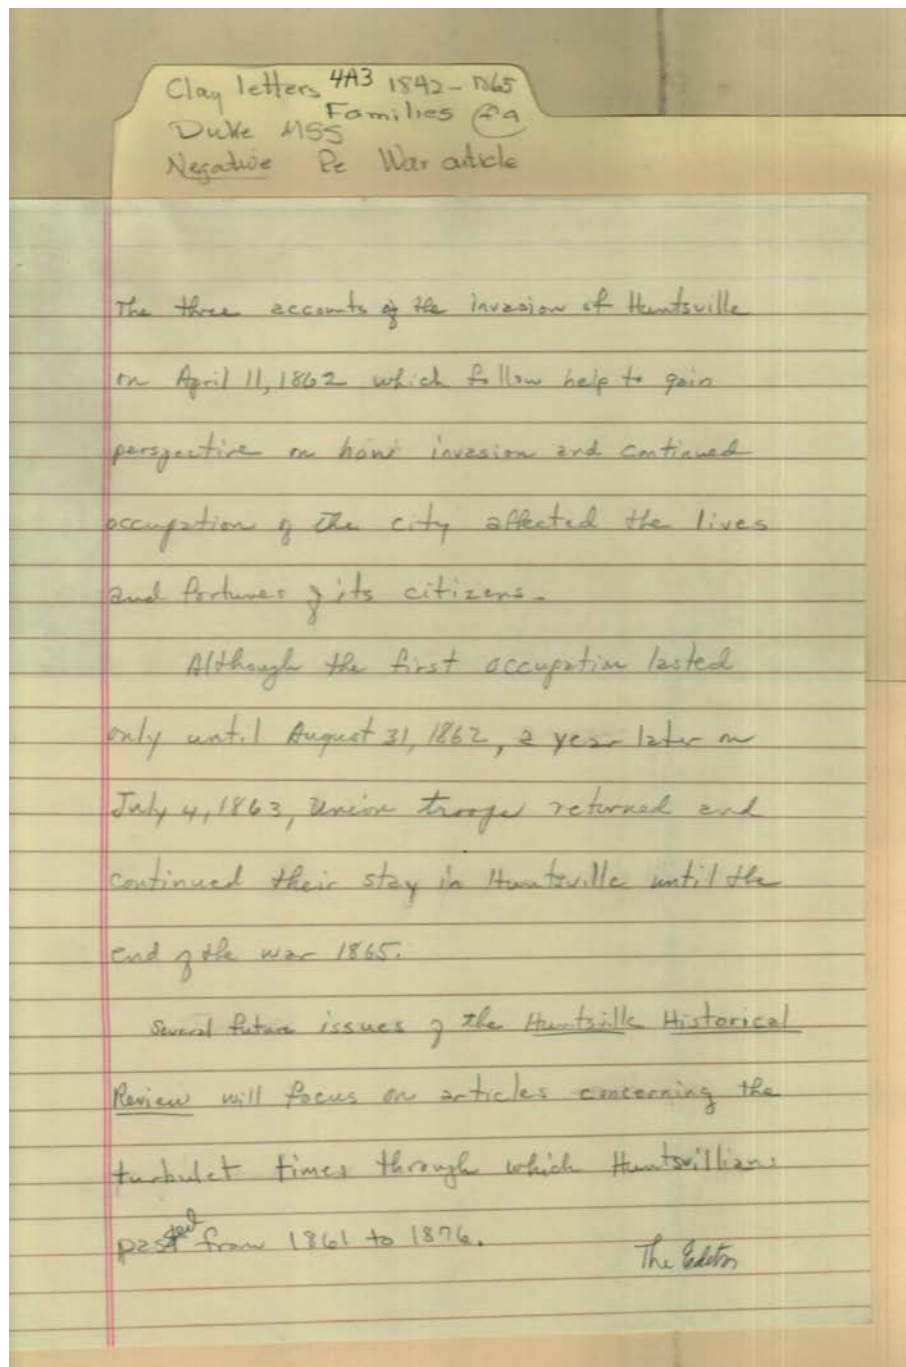 Clay letters 4A3 1842-1865
Families
Duke MSS
Negative Re War article
The three accounts of the invasion of Huntsville
on April 11, 1862 which follow help to gain
perspective on how invasion and continued
occupation of the city affected the lives
and fortunes of its citizens.
Although the first occupation lasted
only until August 31, 1862, a year later on
July 4, 1863, Union troops returned and
continued their stay in Huntsville until the
end of the war 1865.
Several future issues of the Huntsville Historical
Review will focus on articles concerning the
turbulet times through which Huntsvillians
passed from 1861 to 1876.
The Editor